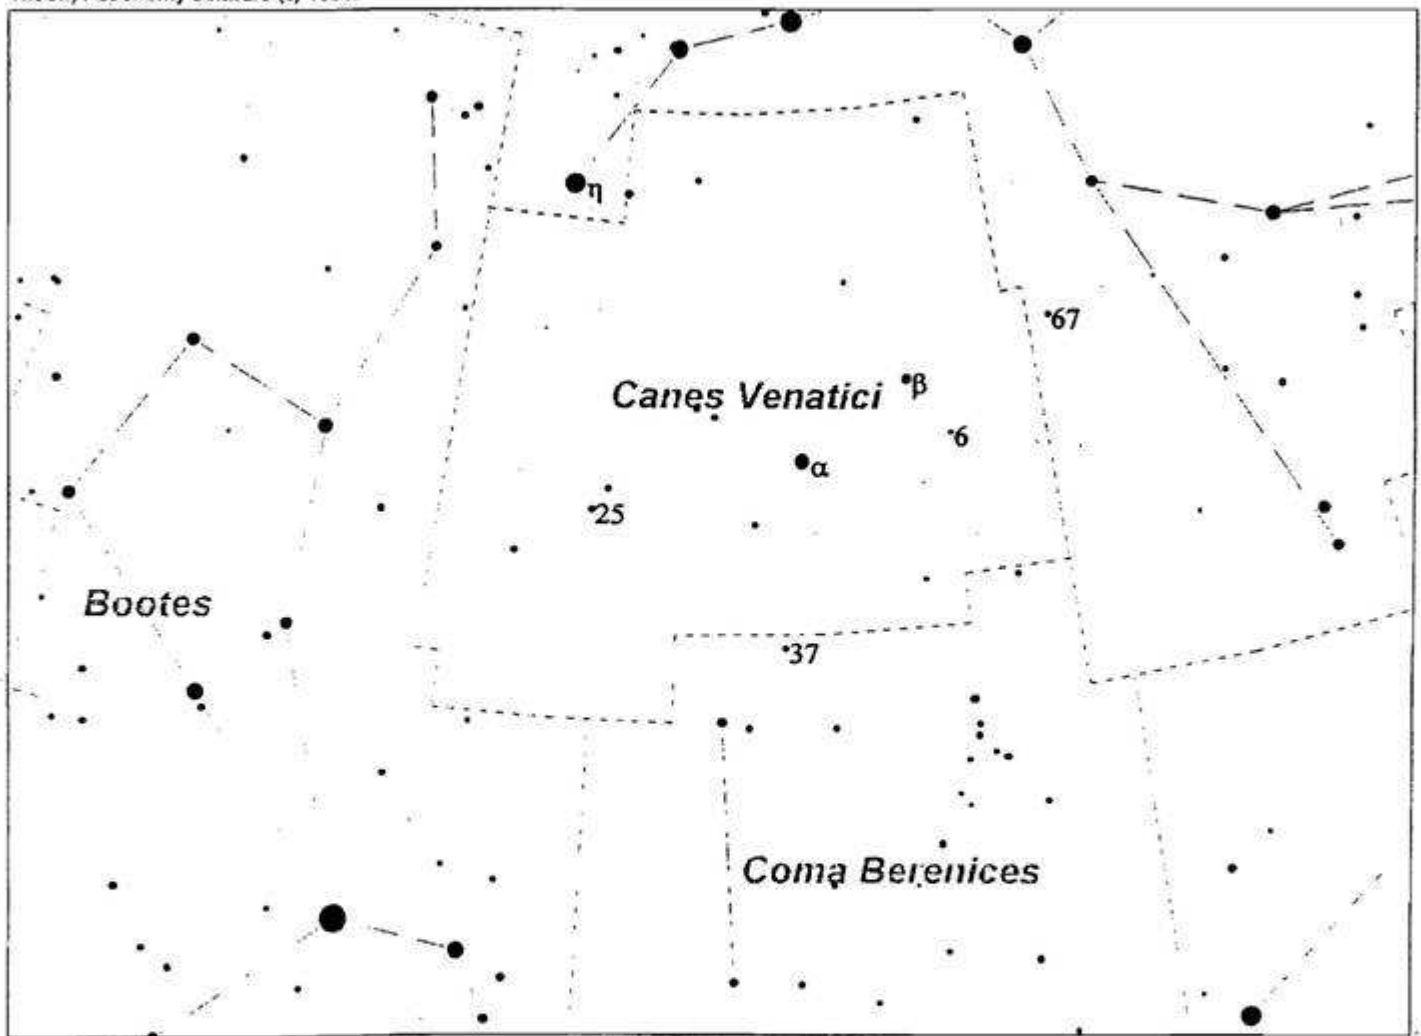 η
67
Canes Venatici
β
6
α
25
Bootes
37
Coma Berenices